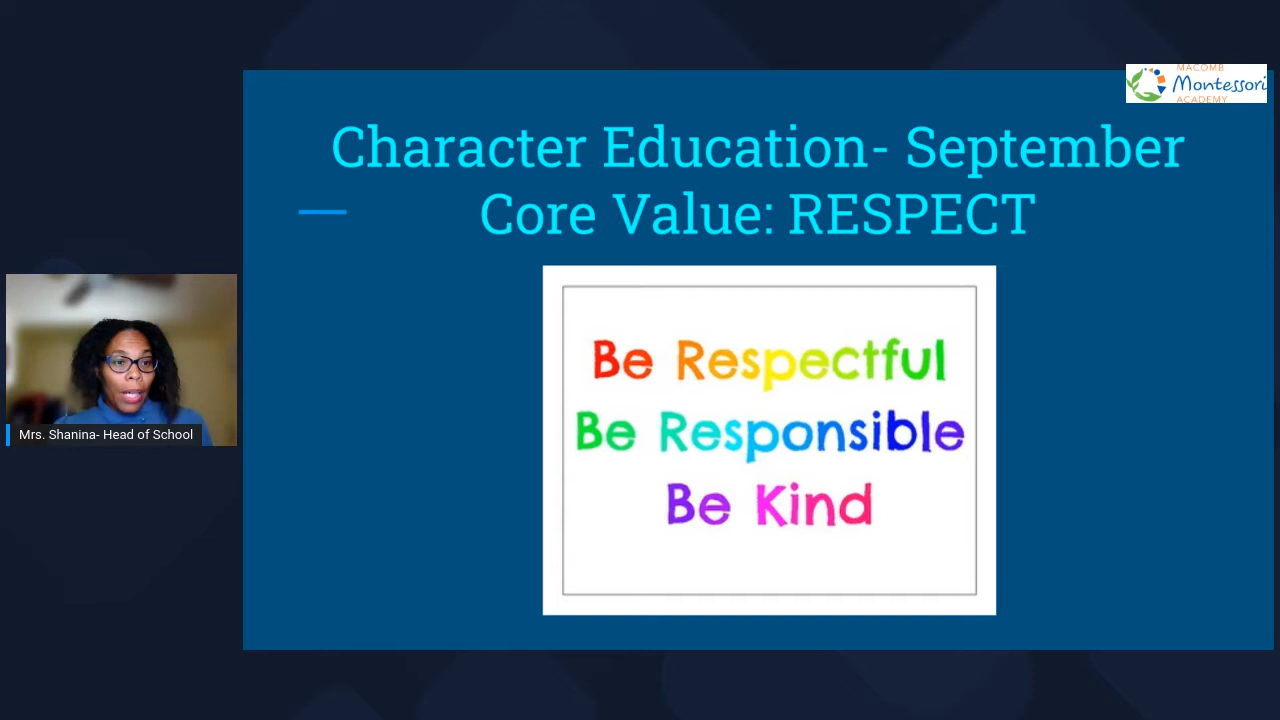 MACOMB
Montessori
ACADEMY
Character Education- September
Core Value: RESPECT
Be Respectful
Be Responsible
Be Kind
Mrs. Shanina- Head of School